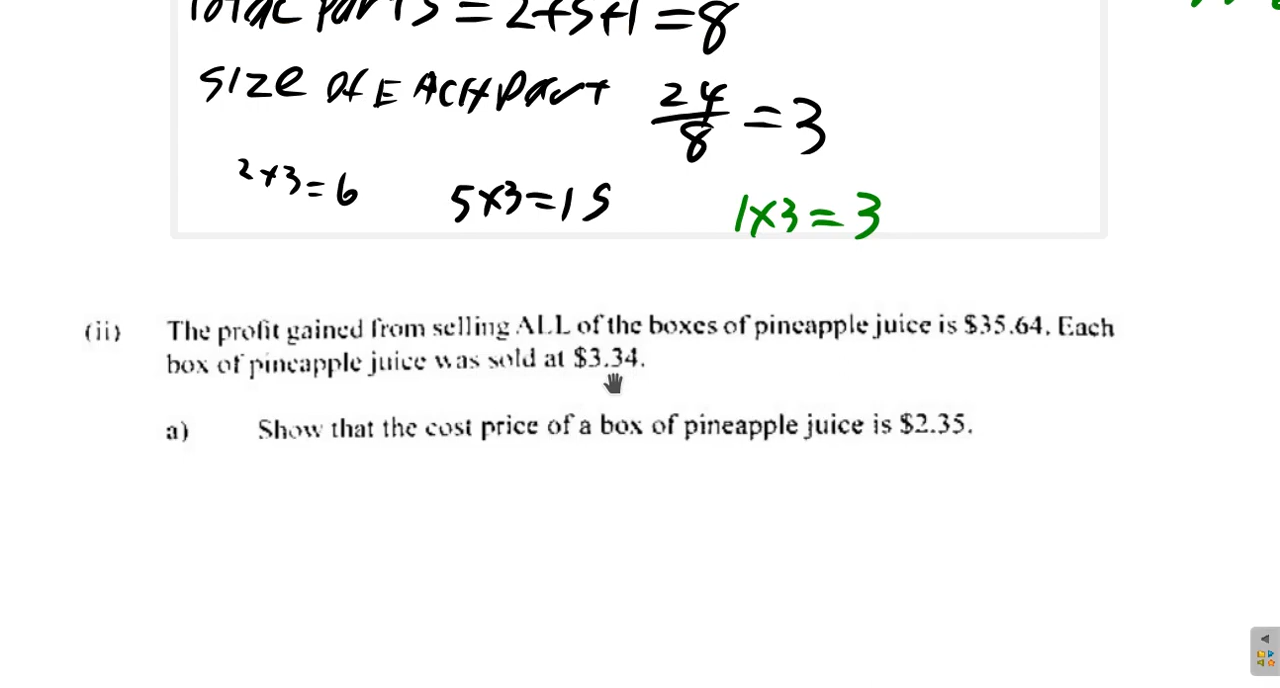 Total parts = 2+5+1 = 8
SIZE Of EACH Part 24/8 = 3
2×3=6 5×3=15 1×3=3
(ii) The profit gained from selling ALL of the boxes of pineapple juice is $35.64. Each
box of pineapple juice was sold at $3.34.
a) Show that the cost price of a box of pineapple juice is $2.35.